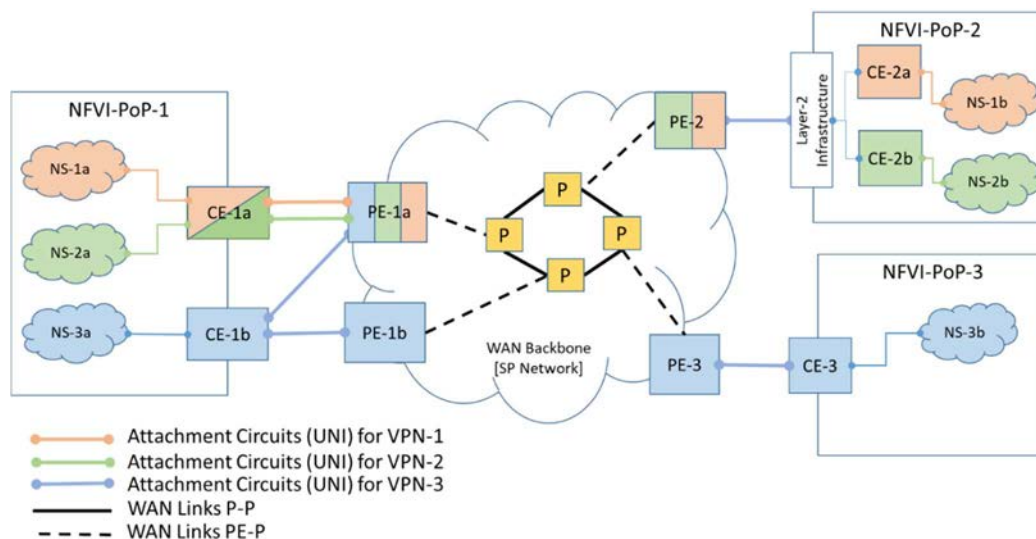 NFVI-PoP-1
NS-1a
NS-2a
NS-3a
CE-1a
CE-1b
PE-1a
PE-1b
P
P
P
P
WAN Backbone
[SP Network]
PE-2
PE-3
NFVI-PoP-2
Layer-2
Infrastructure
CE-2a
CE-2b
NS-1b
NS-2b
NFVI-PoP-3
CE-3
NS-3b
Attachment Circuits (UNI) for VPN-1
Attachment Circuits (UNI) for VPN-2
Attachment Circuits (UNI) for VPN-3
WAN Links P-P
WAN Links PE-P